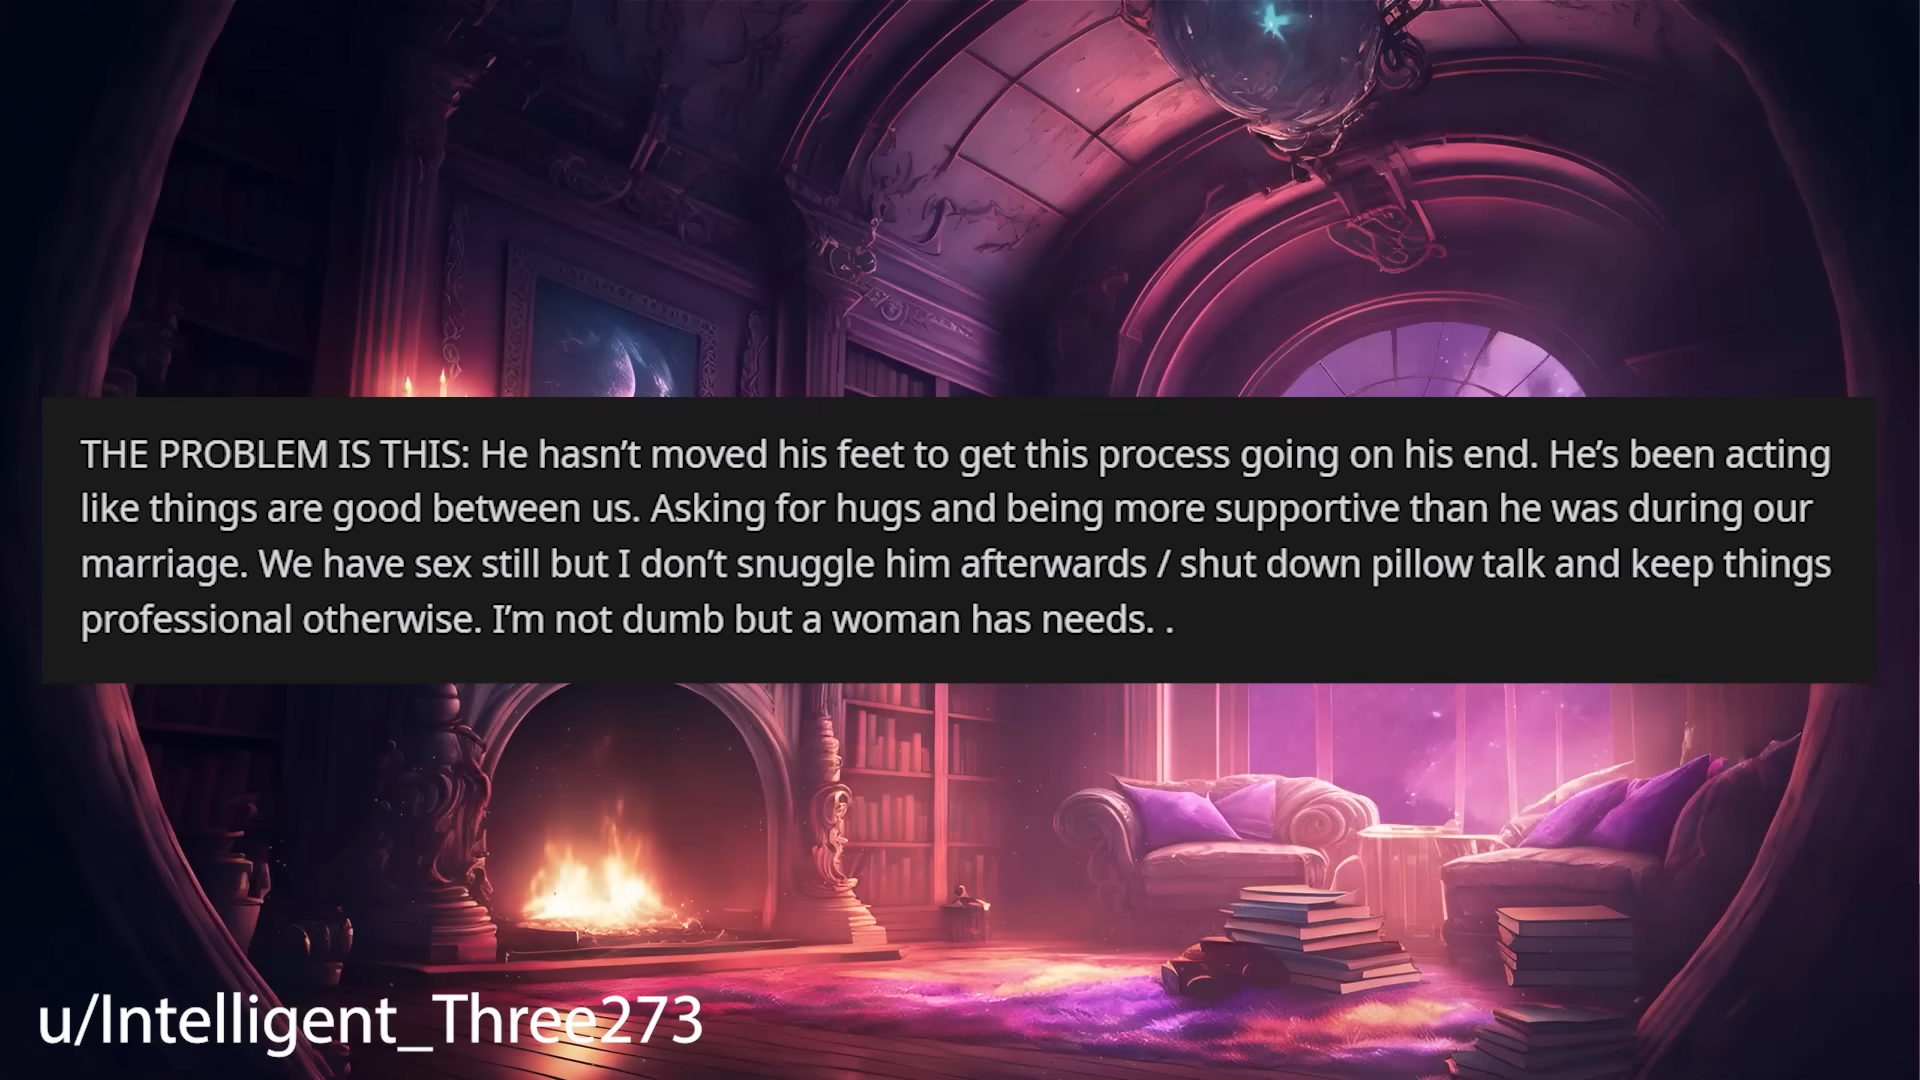 THE PROBLEM IS THIS: He hasn’t moved his feet to get this process going on his end. He’s been acting
like things are good between us. Asking for hugs and being more supportive than he was during our
marriage. We have sex still but I don’t snuggle him afterwards / shut down pillow talk and keep things
professional otherwise. I’m not dumb but a woman has needs. .
u/Intelligent_Three273